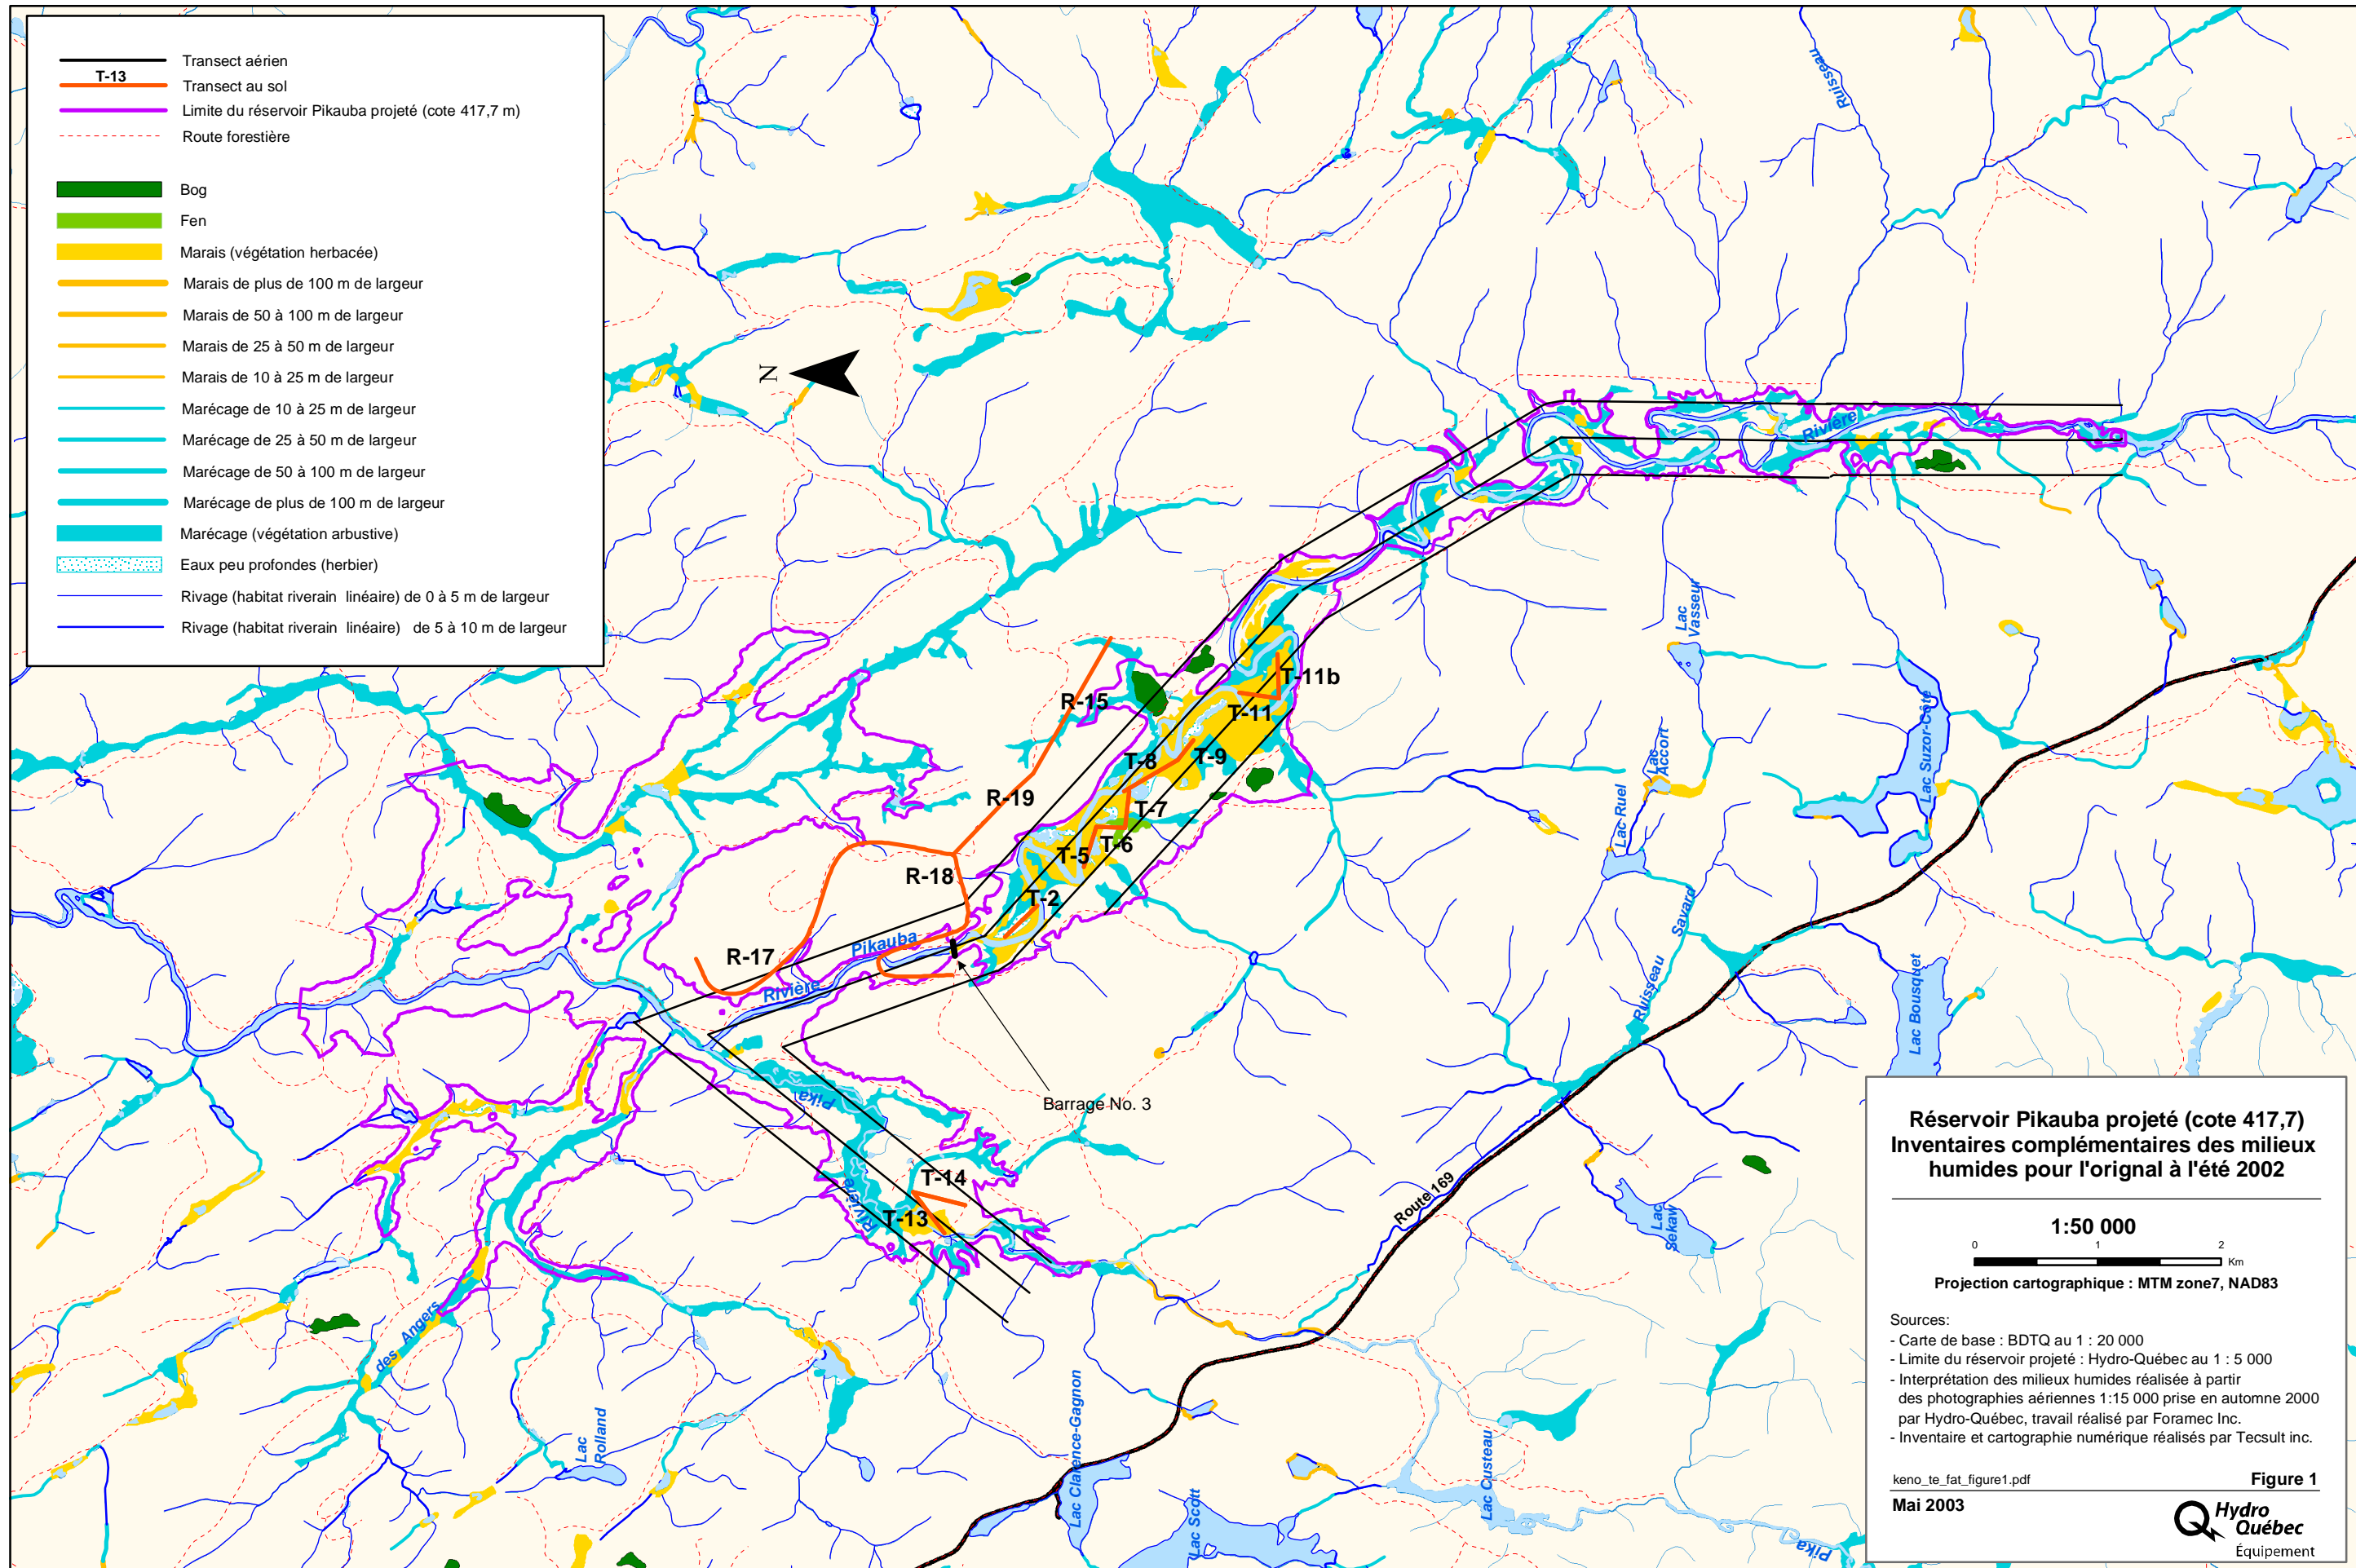 Transect aérien
T-13
Transect au sol
Limite du réservoir Pikauba projeté (cote 417,7 m)
Route forestière
Bog
Fen
Marais (végétation herbacée)
Marais de plus de 100 m de largeur
Marais de 50 à 100 m de largeur
Marais de 25 à 50 m de largeur
Marais de 10 à 25 m de largeur
Marécage de 10 à 25 m de largeur
Marécage de 25 à 50 m de largeur
Marécage de 50 à 100 m de largeur
Marécage de plus de 100 m de largeur
Marécage (végétation arbustive)
Eaux peu profondes (herbier)
Rivage (habitat riverain linéaire) de 0 à 5 m de largeur
Rivage (habitat riverain linéaire) de 5 à 10 m de largeur
N
Ruisseau
Rivière
Lac
Vasseur
Lac
Accort
Lac Suzor-Côte
Lac Ruel
R-15
T-11b
T-11
T-9
T-8
R-19
T-7
T-6
T-5
R-18
T-2
R-17
Pikauba
Rivière
Savard
Ruisseau
Lac Bousquet
Pika
Barrage No. 3
T-14
T-13
Rivière
Route 169
Lac
Sekaw
des Angers
Lac
Rolland
Lac Clarence-Gagnon
Lac Scott
Lac Custeau
Pika
Réservoir Pikauba projeté (cote 417,7)
Inventaires complémentaires des milieux
humides pour l'orignal à l'été 2002
1:50 000
0 1 2
Km
Projection cartographique : MTM zone7, NAD83
Sources:
- Carte de base : BDTQ au 1 : 20 000
- Limite du réservoir projeté : Hydro-Québec au 1 : 5 000
- Interprétation des milieux humides réalisée à partir
des photographies aériennes 1:15 000 prise en automne 2000
par Hydro-Québec, travail réalisé par Foramec Inc.
- Inventaire et cartographie numérique réalisés par Tecsult inc.
keno_te_fat_figure1.pdf
Figure 1
Mai 2003
Hydro
Québec
Équipement